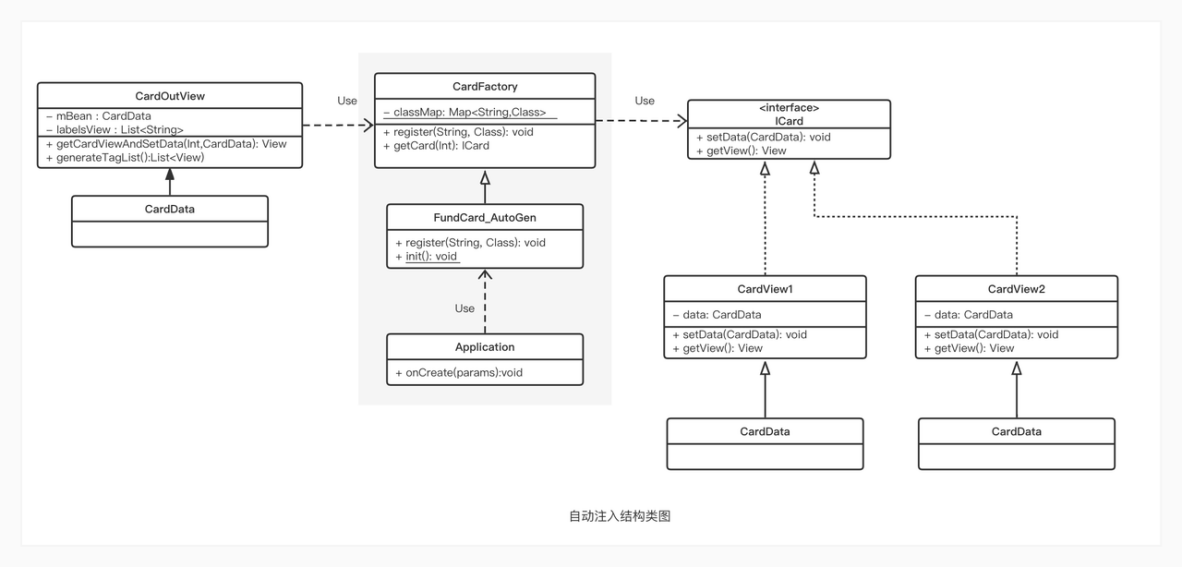 CardOutView
- mBean : CardData
- labelsView : List<String>
+ getCardViewAndSetData(Int,CardData): View
+ generateTagList():List<View)
CardData
Use
CardFactory
- classMap: Map<String,Class>
+ register(String, Class): void
+ getCard(Int): ICard
FundCard_AutoGen
+ register(String, Class): void
+ init(): void
Use
Application
+ onCreate(params):void
Use
<interface>
ICard
+ setData(CardData): void
+ getView(): View
CardView1
- data: CardData
+ setData(CardData): void
+ getView(): View
CardData
CardView2
- data: CardData
+ setData(CardData): void
+ getView(): View
CardData
自动注入结构类图